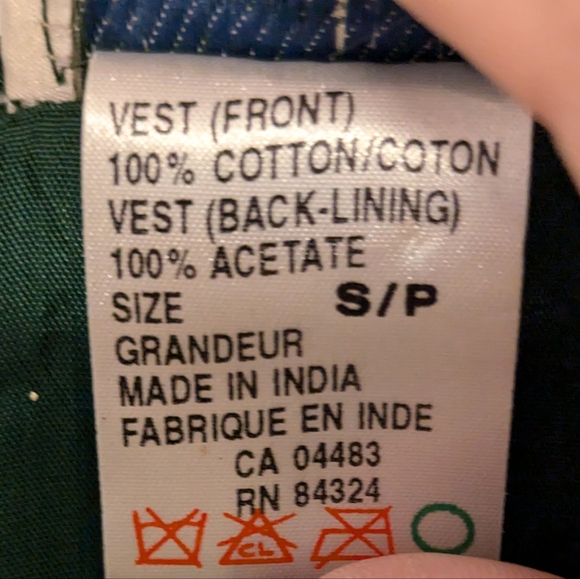 VEST (FRONT)
100% COTTON/COTON
VEST (BACK-LINING)
100% ACETATE
SIZE S/P
GRANDEUR
MADE IN INDIA
FABRIQUE EN INDE
CA 04483
RN 84324
CL